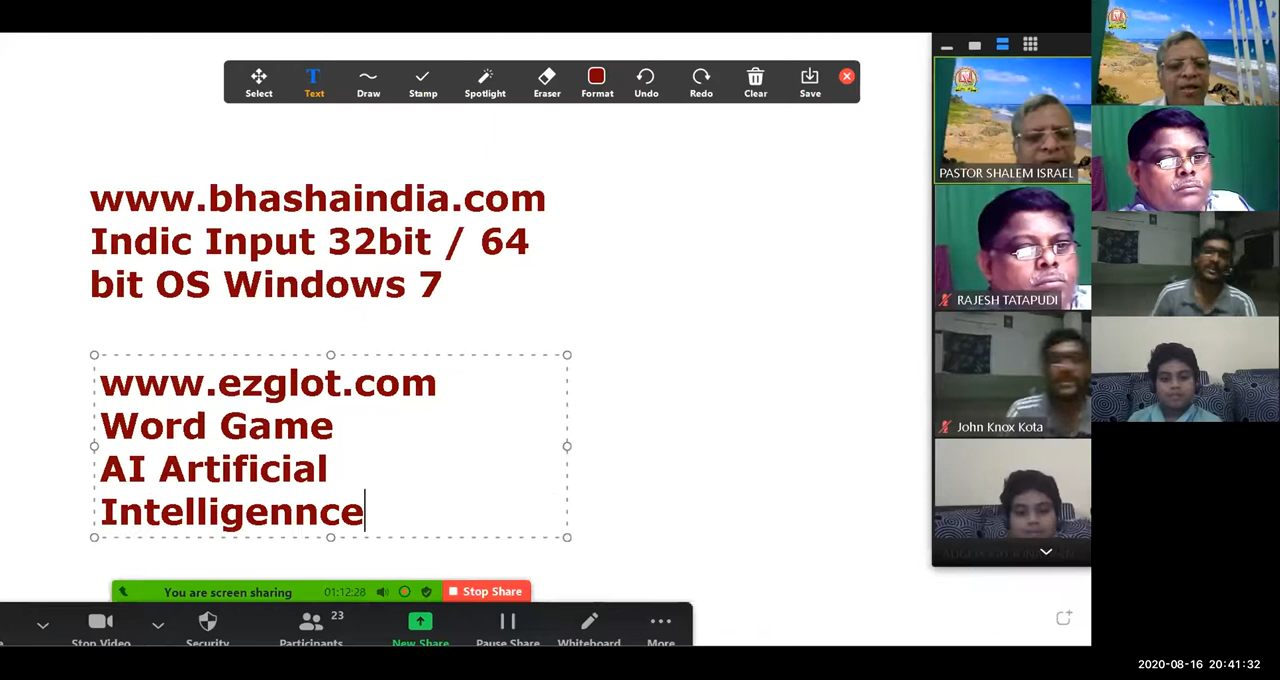 Select
Text
Draw
Stamp
Spotlight
Eraser
Format
Undo
Redo
Clear
Save
www.bhashaindia.com
Indic Input 32bit / 64
bit OS Windows 7
www.ezglot.com
Word Game
AI Artificial
Intelligennce
PASTOR SHALEM ISRAEL
RAJESH TATAPUDI
John Knox Kota
You are screen sharing
01:12:28
Stop Share
Stop Video
Security
Participants
23
New Share
Pause Share
Whiteboard
More
2020-08-16 20:41:32